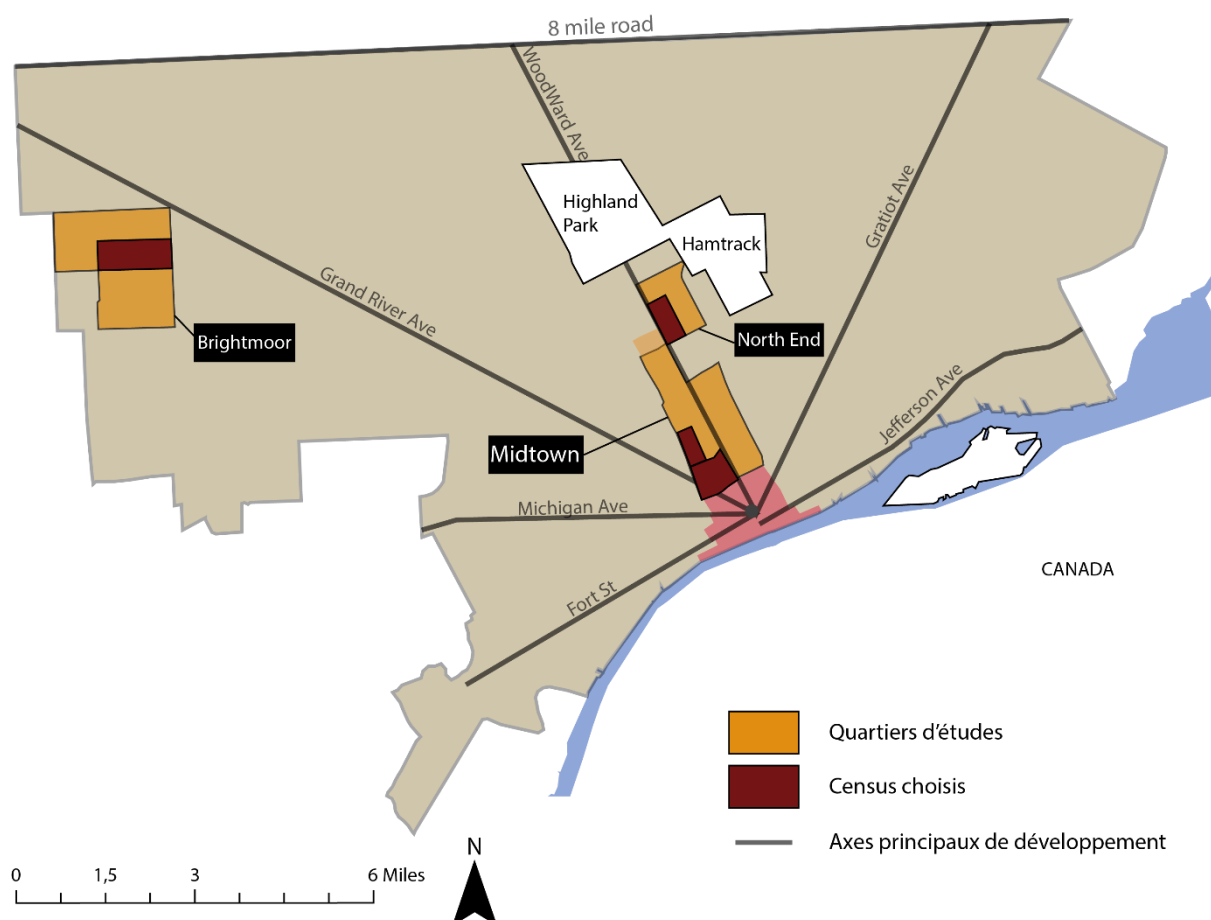 8 mile road
WoodWard Ave
Highland
Park
Hamtrack
Gratiot Ave
Grand River Ave
Brightmoor
North End
Jefferson Ave
Midtown
Michigan Ave
CANADA
Fort St
Quartiers d'études
Census choisis
Axes principaux de développement
N
0 1,5 3 6 Miles